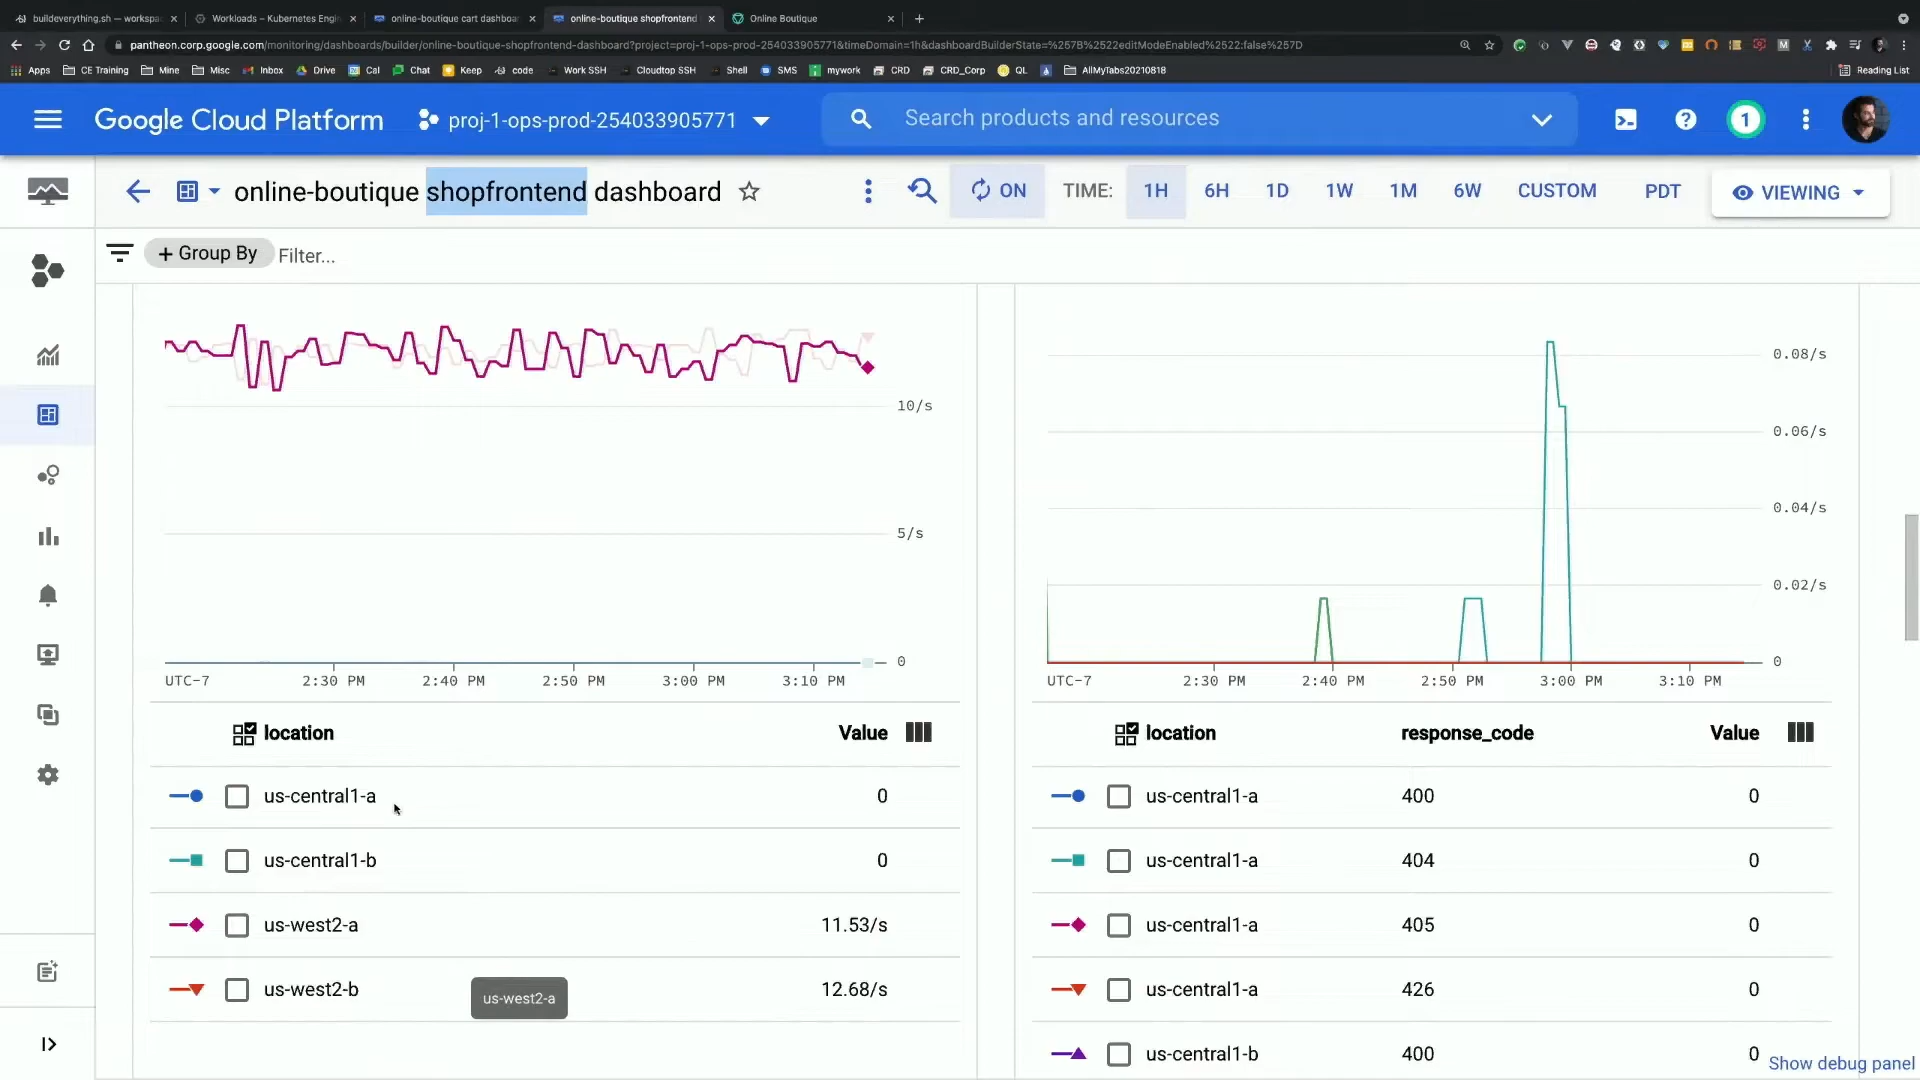 buildeverything.sh — workspa
Workloads – Kubernetes Engin
online-boutique cart dashboar
online-boutique shopfrontend
Online Boutique
pantheon.corp.google.com/monitoring/dashboards/builder/online-boutique-shopfrontend-dashboard?project=proj-1-ops-prod-254033905771&timeDomain=1h&dashboardBuilderState=%257B%2522editModeEnabled%2522:false%257D
Apps CE Training Mine Misc Inbox Drive Cal Chat Keep code Work SSH Cloudtop SSH Shell SMS mywork CRD CRD_Corp QL AllMyTabs20210818 Reading List
Google Cloud Platform proj-1-ops-prod-254033905771 Search products and resources 1
online-boutique shopfrontend dashboard ON TIME: 1H 6H 1D 1W 1M 6W CUSTOM PDT VIEWING
+ Group By Filter...
10/s
5/s
0
UTC-7 2:30 PM 2:40 PM 2:50 PM 3:00 PM 3:10 PM
location Value
us-central1-a 0
us-central1-b 0
us-west2-a 11.53/s
us-west2-b 12.68/s
us-west2-a
0.08/s
0.06/s
0.04/s
0.02/s
0
UTC-7 2:30 PM 2:40 PM 2:50 PM 3:00 PM 3:10 PM
location response_code Value
us-central1-a 400 0
us-central1-a 404 0
us-central1-a 405 0
us-central1-a 426 0
us-central1-b 400 0
Show debug panel